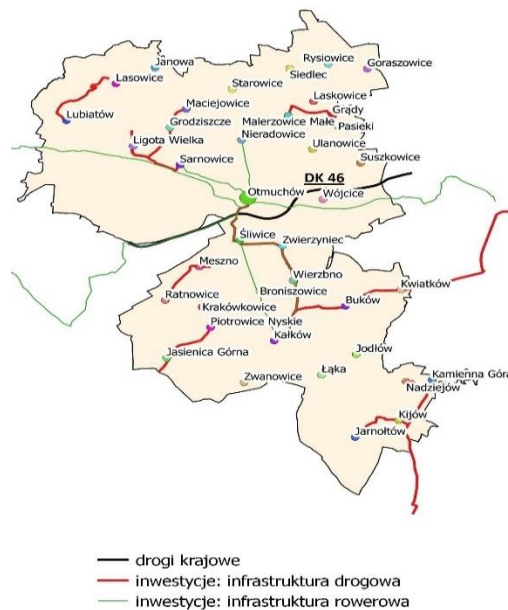 Janowa
Lasowice
Rysiowice
Siedlec
Goraszowice
Starowice
Lubiatów
Maciejowice
Laskowice
Grądy
Grodziszcze
Malerzowice Małe
Pasieki
Ligota Wielka
Nieradowice
Ulanowice
Sarnowice
Suszkowice
DK 46
Otmuchów
Wójcice
Śliwice
Zwierzyniec
Meszno
Wierzbno
Kwiatków
Ratnowice
Broniszowice
Buków
Krakówkowice
Piotrowice Nyskie
Kałków
Jasienica Górna
Jodłów
Łąka
Kamienna Góra
Zwanowice
Nadziejów
Kijów
Jarnołtów
drogi krajowe
inwestycje: infrastruktura drogowa
inwestycje: infrastruktura rowerowa